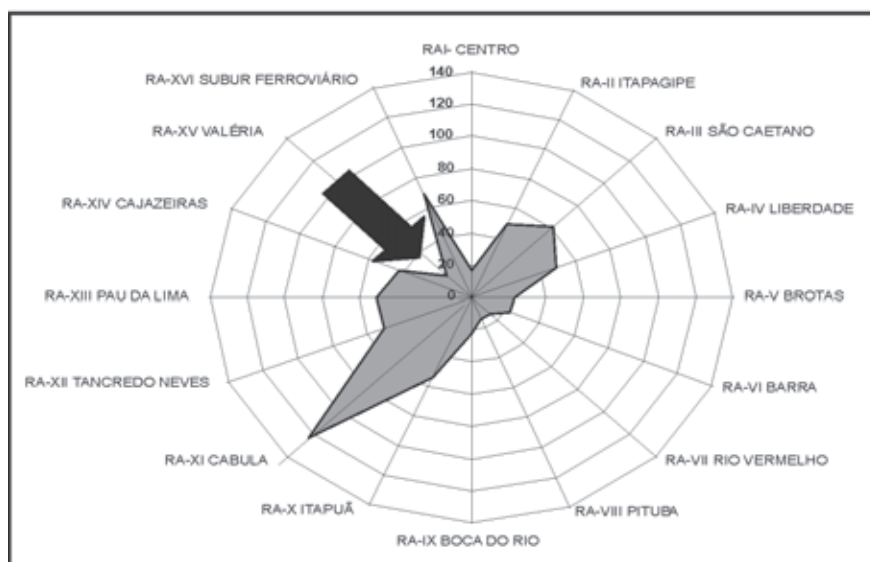 RAI- CENTRO
RA-XVI SUBUR FERROVIÁRIO
RA-II ITAPAGIPE
RA-XV VALÉRIA
RA-III SÃO CAETANO
RA-XIV CAJAZEIRAS
RA-IV LIBERDADE
RA-XIII PAU DA LIMA
RA-V BROTAS
RA-XII TANCREDO NEVES
RA-VI BARRA
RA-XI CABULA
RA-VII RIO VERMELHO
RA-X ITAPUÃ
RA-VIII PITUBA
RA-IX BOCA DO RIO
140
120
100
80
60
40
20
0